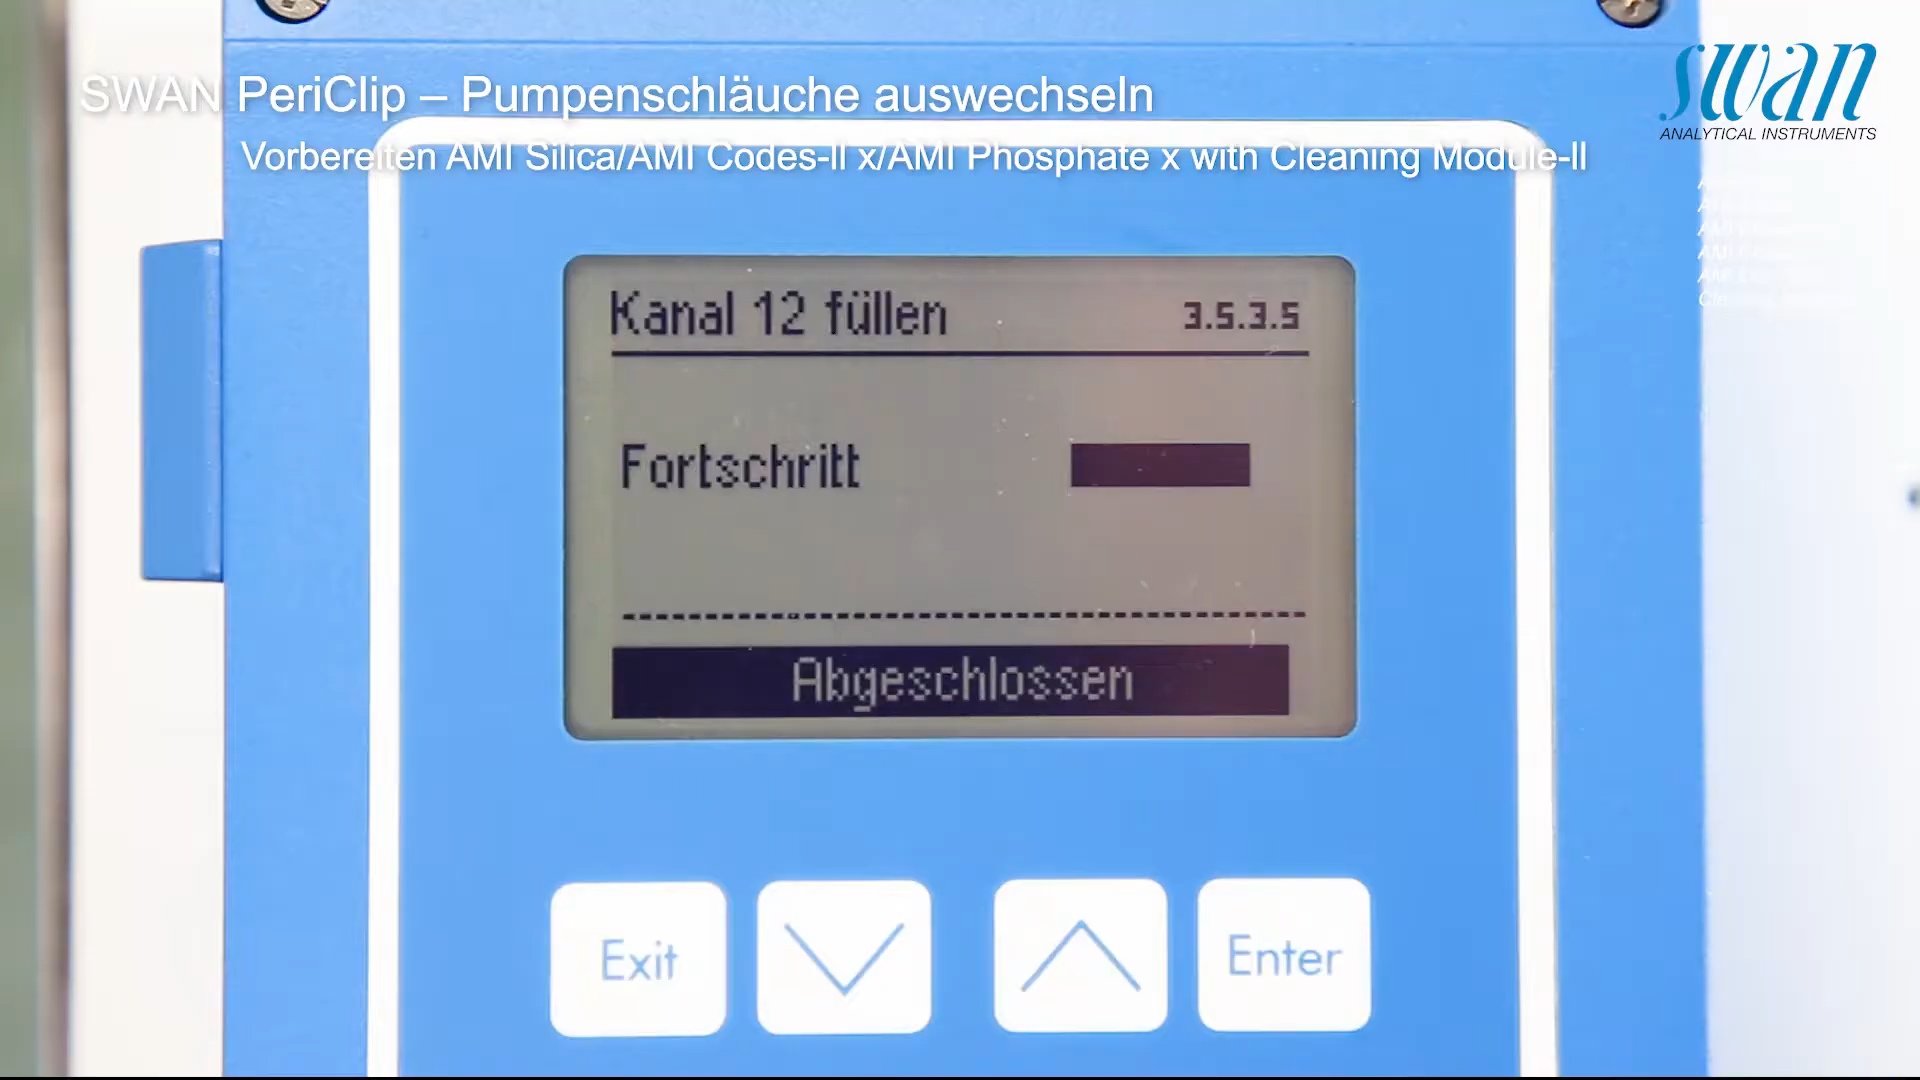 SWAN PeriClip – Pumpenschläuche auswechseln
Vorbereiten AMI Silica/AMI Codes-II x/AMI Phosphate x with Cleaning Module-II
swan
ANALYTICAL INSTRUMENTS
Kanal 12 füllen 3.5.3.5
Fortschritt
Abgeschlossen
Exit
Enter